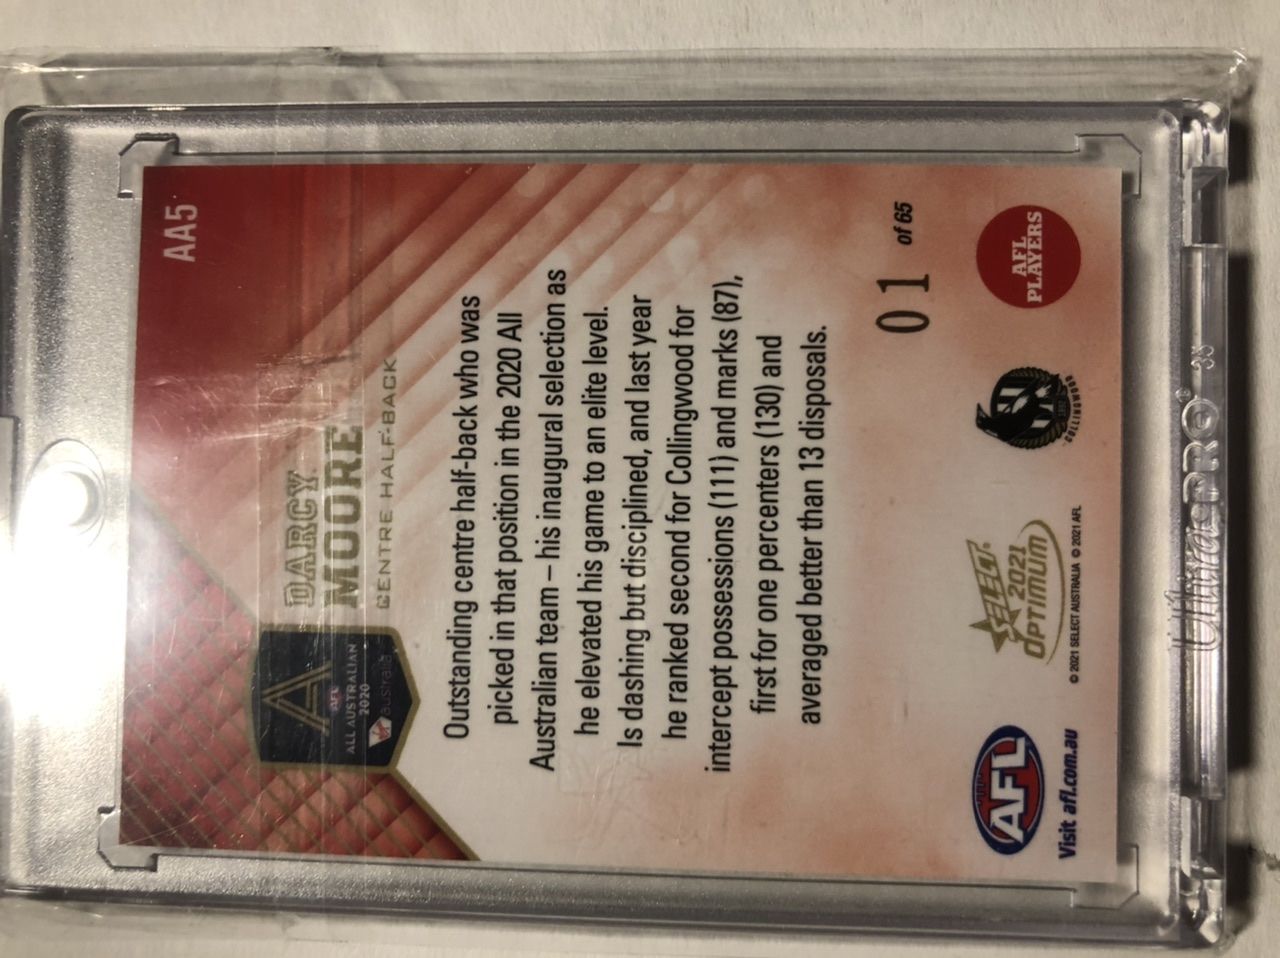 AA5
DARCY
MOORE
CENTRE HALF-BACK
A
AFL
ALL AUSTRALIAN
2020
australia
Outstanding centre half-back who was
picked in that position in the 2020 All
Australian team – his inaugural selection as
he elevated his game to an elite level.
Is dashing but disciplined, and last year
he ranked second for Collingwood for
intercept possessions (111) and marks (87),
first for one percenters (130) and
averaged better than 13 disposals.
01 of 65
AFL
Visit afl.com.au
SELECT
2021
OPTIMUM
© 2021 SELECT AUSTRALIA © 2021 AFL
COLLINGWOOD
AFL
PLAYERS
Ultra PRO®